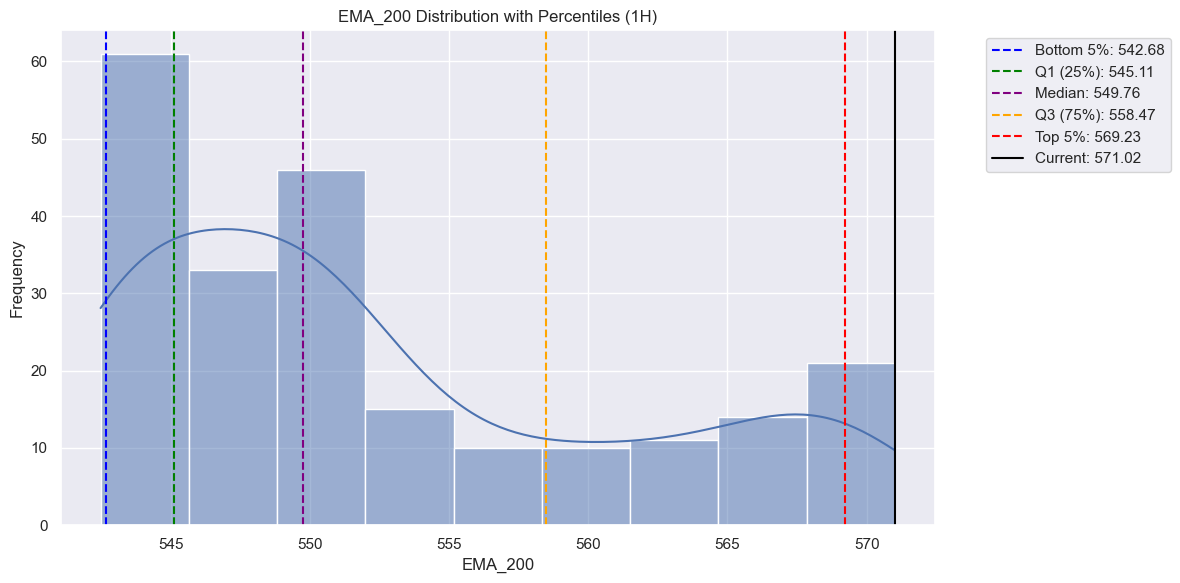 EMA_200 Distribution with Percentiles (1H)
Bottom 5%: 542.68
Q1 (25%): 545.11
Median: 549.76
Q3 (75%): 558.47
Top 5%: 569.23
Current: 571.02
Frequency
60
50
40
30
20
10
0
545 550 555 560 565 570
EMA_200